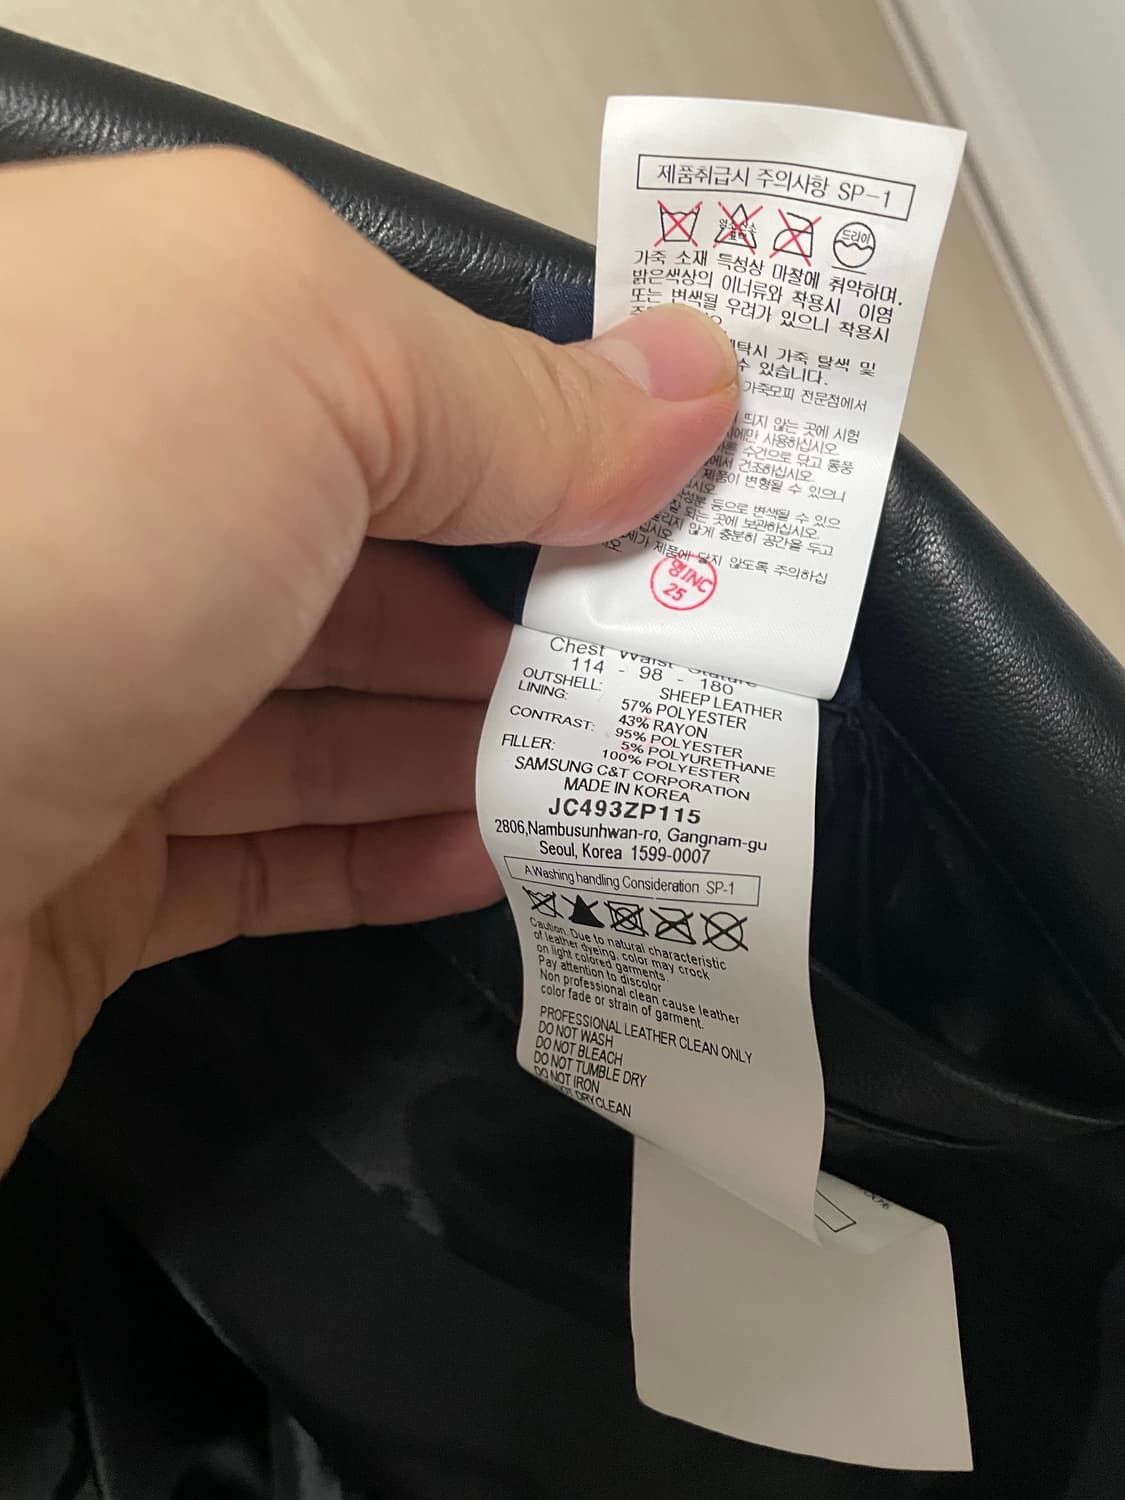 제품취급시 주의사항 SP-1
드라이
가죽 소재 특성상 마찰에 취약하며,
밝은색상의 이너류와 착용시 이염
또는 변색될 우려가 있으니 착용시
가죽 탈색 및
수 있습니다.
가죽모피 전문점에서
띄지 않는 곳에 시험
사용하십시오.
수건으로 닦고 통풍
건조하십시오.
제품이 변형될 수 있으니
등으로 변색될 수 있으
되는 곳에 보관하십시오.
않게 충분히 공간을 두고
제품에 닿지 않도록 주의하십
INC
25
Chest Waist Stature
114 - 98 - 180
OUTSHELL: SHEEP LEATHER
LINING: 57% POLYESTER
43% RAYON
CONTRAST: 95% POLYESTER
5% POLYURETHANE
FILLER: 100% POLYESTER
SAMSUNG C&T CORPORATION
MADE IN KOREA
JC493ZP115
2806,Nambusunhwan-ro, Gangnam-gu
Seoul, Korea 1599-0007
A Washing handling Consideration SP-1
Caution. Due to natural characteristic
of leather dyeing, color may crock
on light colored garments.
Pay attention to discolor
Non professional clean cause leather
color fade or strain of garment.
PROFESSIONAL LEATHER CLEAN ONLY
DO NOT WASH
DO NOT BLEACH
DO NOT TUMBLE DRY
DO NOT IRON
NOT DRY CLEAN